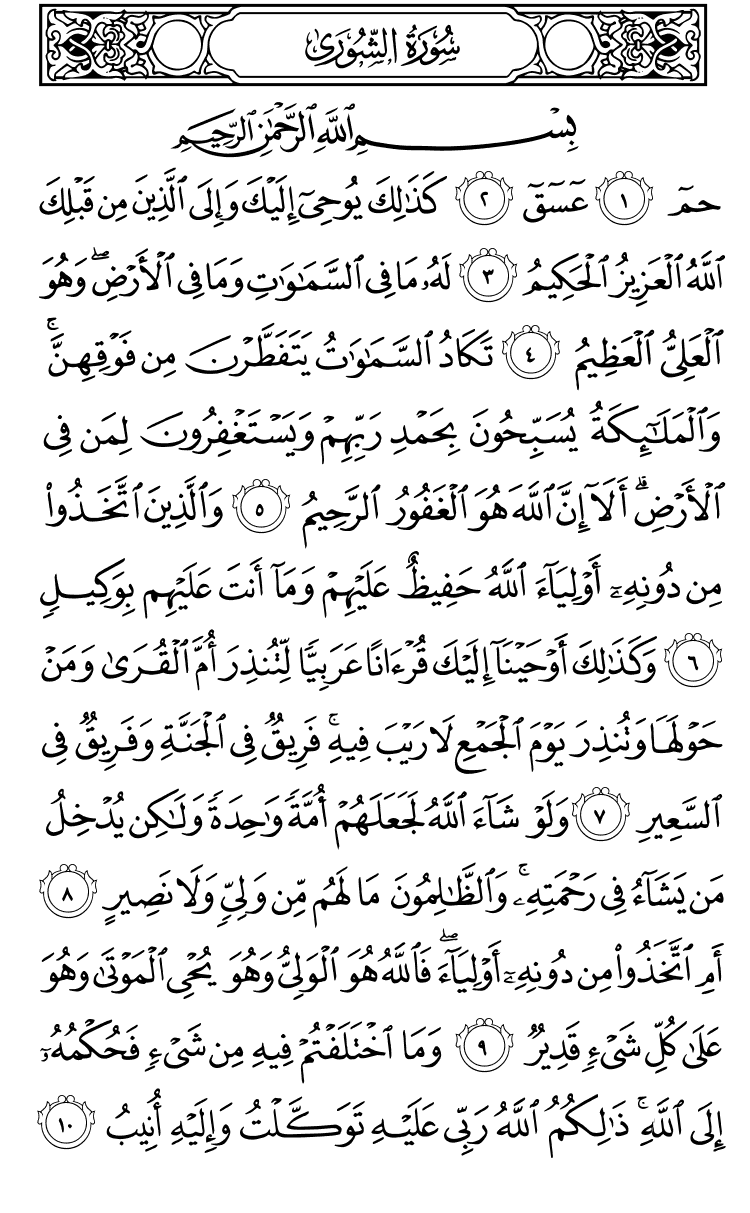 سُورَةُ الشُّورَىٰ
بِسْمِ ٱللَّهِ ٱلرَّحْمَٰنِ ٱلرَّحِيمِ
حمٓ ١ عٓسٓقٓ ٢ كَذَٰلِكَ يُوحِىٓ إِلَيْكَ وَإِلَى ٱلَّذِينَ مِن قَبْلِكَ
ٱللَّهُ ٱلْعَزِيزُ ٱلْحَكِيمُ ٣ لَهُۥ مَا فِى ٱلسَّمَٰوَٰتِ وَمَا فِى ٱلْأَرْضِ ۖ وَهُوَ
ٱلْعَلِىُّ ٱلْعَظِيمُ ٤ تَكَادُ ٱلسَّمَٰوَٰتُ يَتَفَطَّرْنَ مِن فَوْقِهِنَّ ۚ
وَٱلْمَلَٰٓئِكَةُ يُسَبِّحُونَ بِحَمْدِ رَبِّهِمْ وَيَسْتَغْفِرُونَ لِمَن فِى
ٱلْأَرْضِ ۗ أَلَآ إِنَّ ٱللَّهَ هُوَ ٱلْغَفُورُ ٱلرَّحِيمُ ٥ وَٱلَّذِينَ ٱتَّخَذُوا۟
مِن دُونِهِۦٓ أَوْلِيَآءَ ٱللَّهُ حَفِيظٌ عَلَيْهِمْ وَمَآ أَنتَ عَلَيْهِم بِوَكِيلٍ
٦ وَكَذَٰلِكَ أَوْحَيْنَآ إِلَيْكَ قُرْءَانًا عَرَبِيًّا لِّتُنذِرَ أُمَّ ٱلْقُرَىٰ وَمَنْ
حَوْلَهَا وَتُنذِرَ يَوْمَ ٱلْجَمْعِ لَا رَيْبَ فِيهِ ۚ فَرِيقٌ فِى ٱلْجَنَّةِ وَفَرِيقٌ فِى
ٱلسَّعِيرِ ٧ وَلَوْ شَآءَ ٱللَّهُ لَجَعَلَهُمْ أُمَّةً وَٰحِدَةً وَلَٰكِن يُدْخِلُ
مَن يَشَآءُ فِى رَحْمَتِهِۦ ۚ وَٱلظَّٰلِمُونَ مَا لَهُم مِّن وَلِىٍّ وَلَا نَصِيرٍ ٨
أَمِ ٱتَّخَذُوا۟ مِن دُونِهِۦٓ أَوْلِيَآءَ ۖ فَٱللَّهُ هُوَ ٱلْوَلِىُّ وَهُوَ يُحْىِ ٱلْمَوْتَىٰ وَهُوَ
عَلَىٰ كُلِّ شَىْءٍ قَدِيرٌ ٩ وَمَا ٱخْتَلَفْتُمْ فِيهِ مِن شَىْءٍ فَحُكْمُهُۥٓ
إِلَى ٱللَّهِ ۚ ذَٰلِكُمُ ٱللَّهُ رَبِّى عَلَيْهِ تَوَكَّلْتُ وَإِلَيْهِ أُنِيبُ ١٠